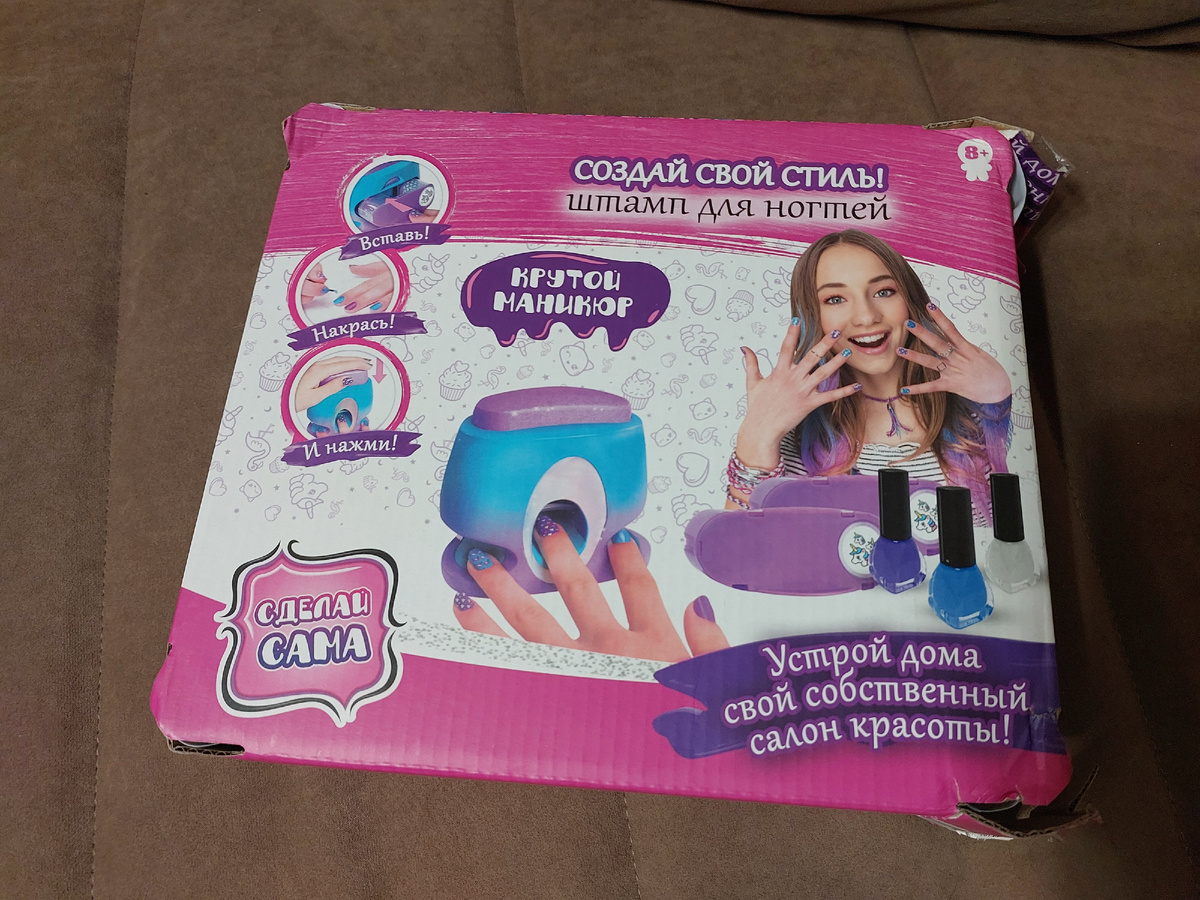 СОЗДАЙ СВОЙ СТИЛЬ!
штамп для ногтей
8+
Вставь!
Накрась!
И нажми!
КРУТОЙ
МАНИКЮР
СДЕЛАЙ
САМА
Устрой дома
свой собственный
салон красоты!